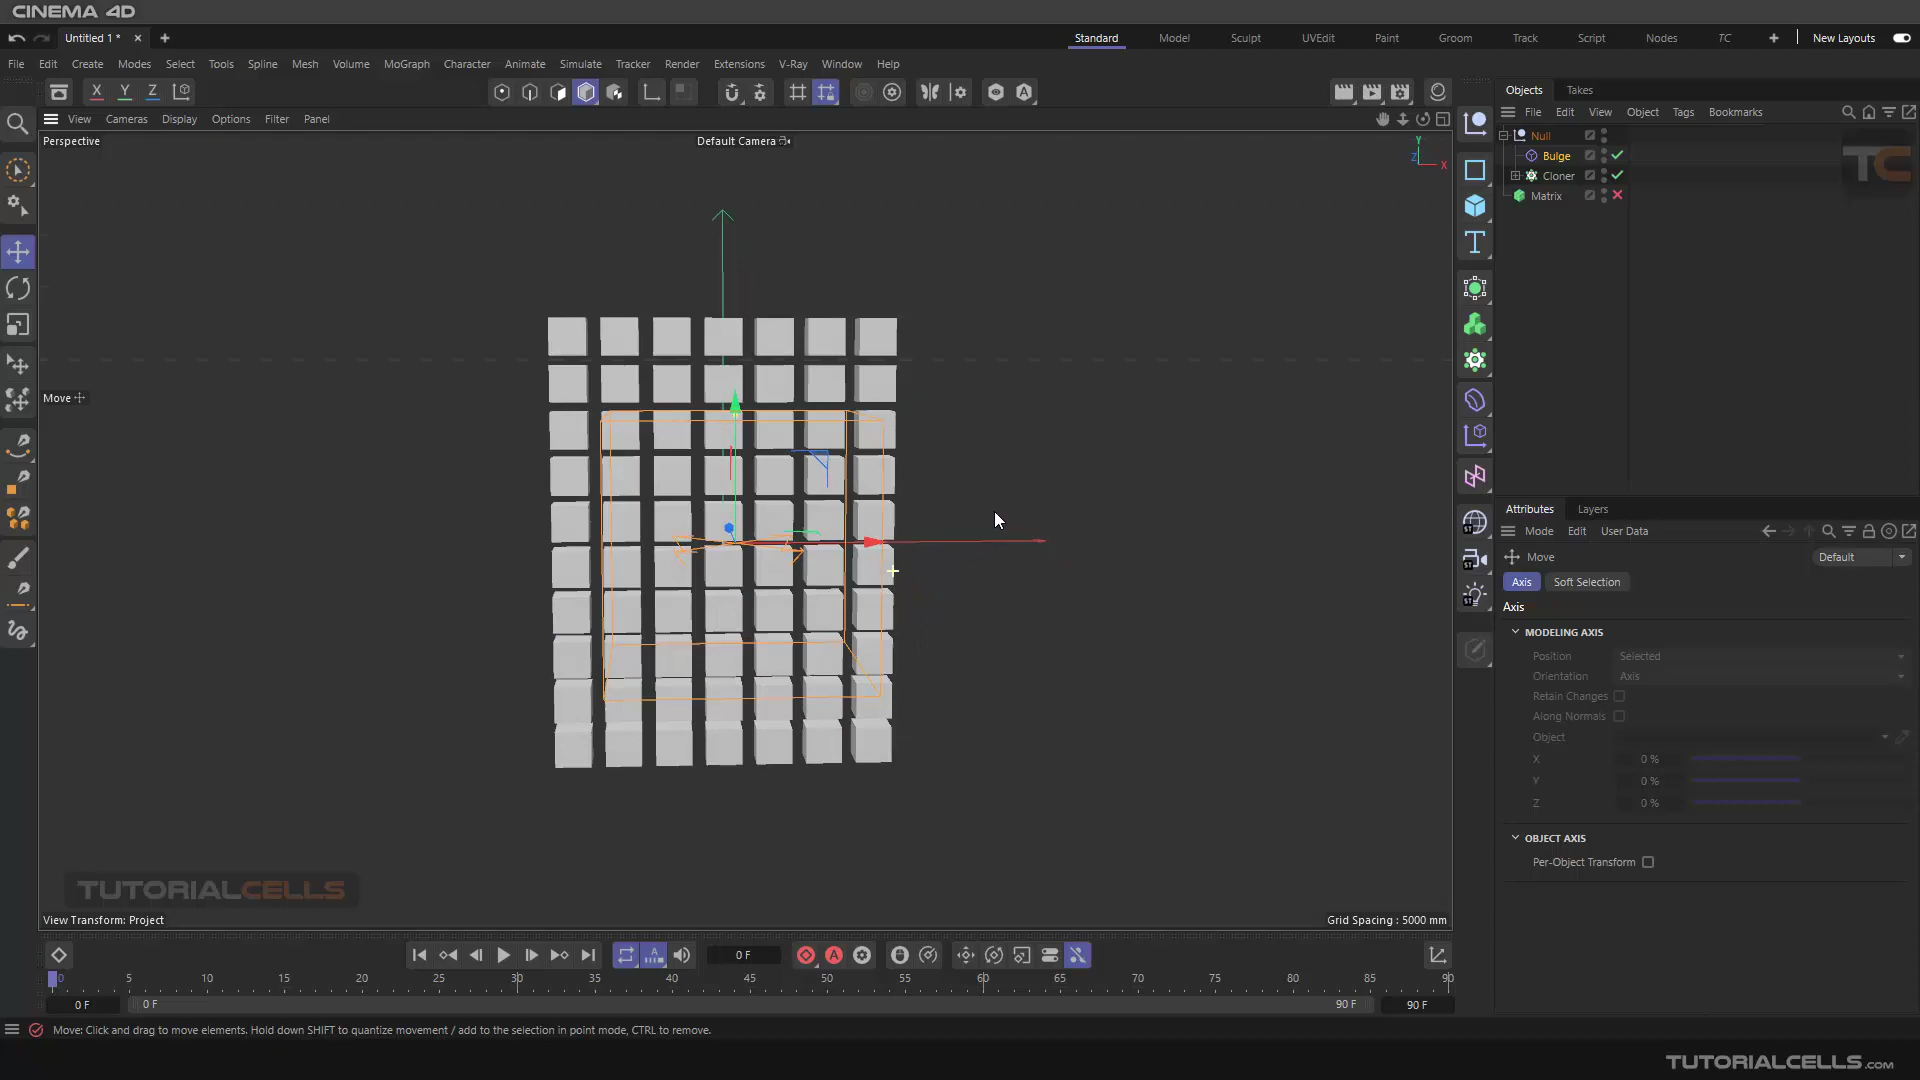 CINEMA 4D
Untitled 1 *
Standard
Model
Sculpt
UVEdit
Paint
Groom
Track
Script
Nodes
TC
New Layouts
File Edit Create Modes Select Tools Spline Mesh Volume MoGraph Character Animate Simulate Tracker Render Extensions V-Ray Window Help
X Y Z
View Cameras Display Options Filter Panel
Perspective
Default Camera
Y
Z
X
Move
Objects Takes
File Edit View Object Tags Bookmarks
Null
Bulge
Cloner
Matrix
TC
Attributes Layers
Mode Edit User Data
Move
Default
Axis Soft Selection
Axis
MODELING AXIS
Position Selected
Orientation Axis
Retain Changes
Along Normals
Object
X 0 %
Y 0 %
Z 0 %
OBJECT AXIS
Per-Object Transform
TUTORIALCELLS
View Transform: Project
Grid Spacing : 5000 mm
0 F
0 5 10 15 20 25 30 35 40 45 50 55 60 65 70 75 80 85 90
0 F 0 F 90 F 90 F
Move: Click and drag to move elements. Hold down SHIFT to quantize movement / add to the selection in point mode, CTRL to remove.
TUTORIALCELLS.COM